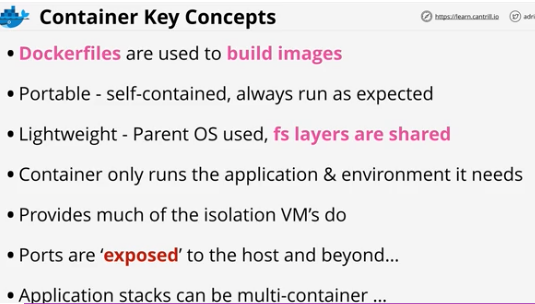 Container Key Concepts
https://learn.cantrill.io
adri
• Dockerfiles are used to build images
• Portable - self-contained, always run as expected
• Lightweight - Parent OS used, fs layers are shared
• Container only runs the application & environment it needs
• Provides much of the isolation VM's do
• Ports are 'exposed' to the host and beyond...
• Application stacks can be multi-container ...